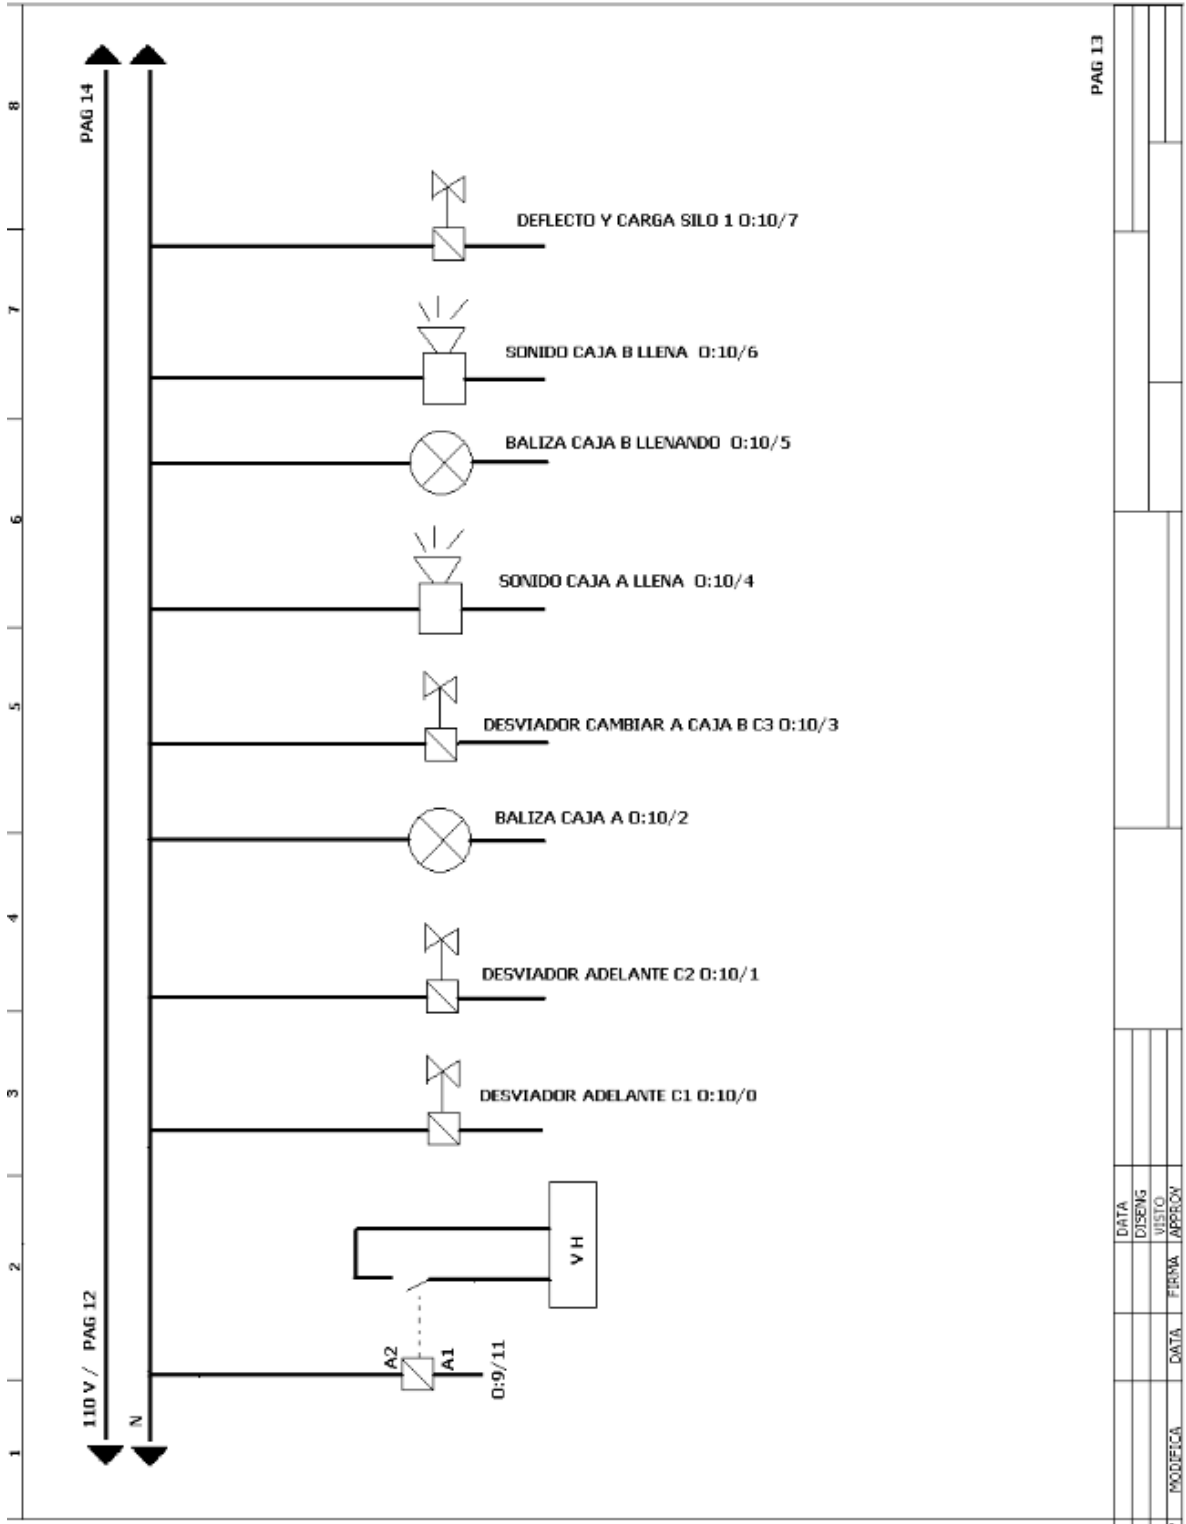 8
7
6
5
4
3
2
1
PAG 14
110 V / PAG 12
N
DEFLECTO Y CARGA SILO 1 O:10/7
SONIDO CAJA B LLENA O:10/6
BALIZA CAJA B LLENANDO O:10/5
SONIDO CAJA A LLENA O:10/4
DESVIADOR CAMBIAR A CAJA B C3 O:10/3
BALIZA CAJA A O:10/2
DESVIADOR ADELANTE C2 O:10/1
DESVIADOR ADELANTE C1 O:10/0
V H
A2
A1
O:9/11
PAG 13
DATA
DISENG
VISTO
APPROV
MODIFICA DATA FIRMA